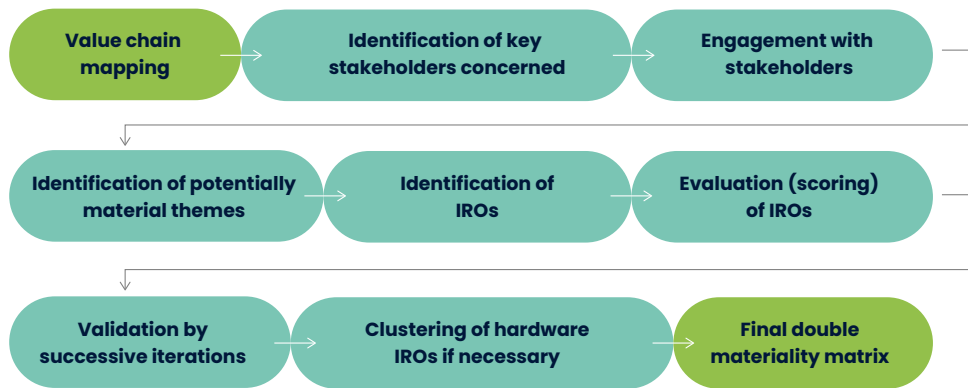 Value chain
mapping
Identification of key
stakeholders concerned
Engagement with
stakeholders
Identification of potentially
material themes
Identification of
IROs
Evaluation (scoring)
of IROs
Validation by
successive iterations
Clustering of hardware
IROs if necessary
Final double
materiality matrix